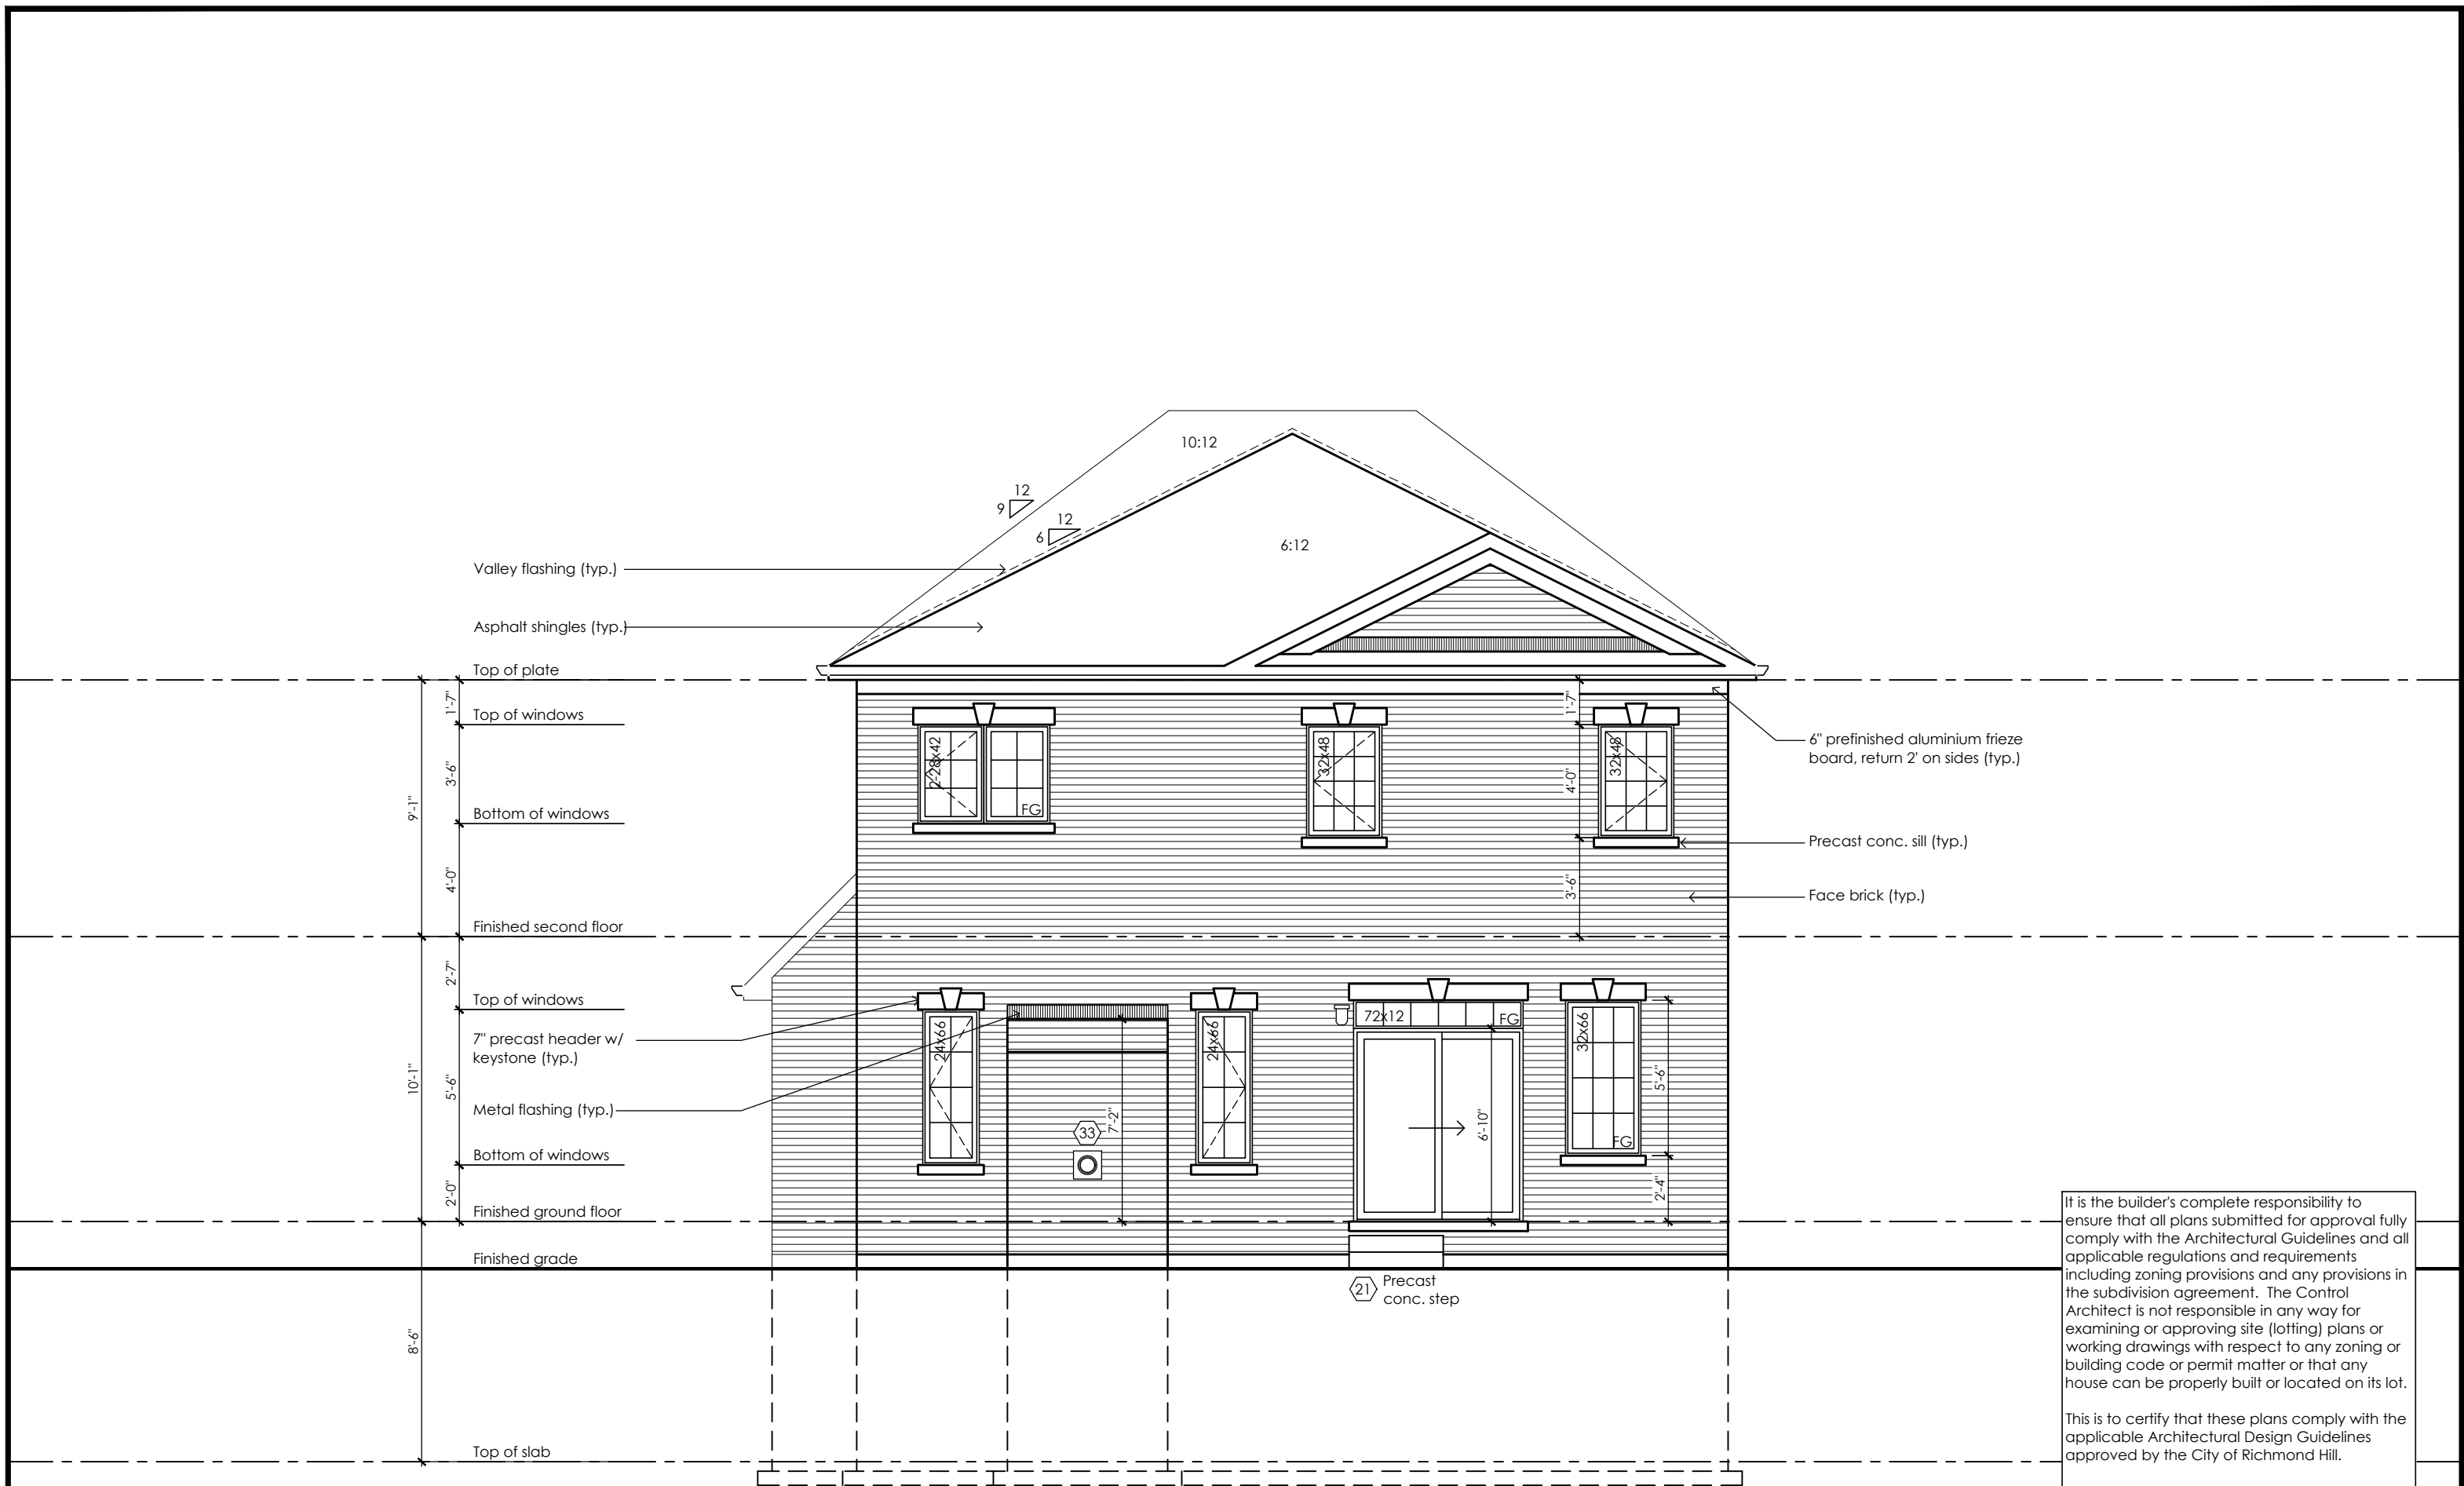 10:12
12
9
12
6
6:12
Valley flashing (typ.)
Asphalt shingles (typ.)
Top of plate
1'-7"
Top of windows
3'-6"
9'-1"
Bottom of windows
4'-0"
Finished second floor
2'-7"
Top of windows
7" precast header w/
keystone (typ.)
10'-1"
5'-6"
Metal flashing (typ.)
Bottom of windows
2'-0"
Finished ground floor
Finished grade
8'-6"
Top of slab
2-28x42
FG
32x48
32x48
1'-7"
4'-0"
3'-6"
6" prefinished aluminium frieze
board, return 2' on sides (typ.)
Precast conc. sill (typ.)
Face brick (typ.)
24x66
33
7'-2"
24x66
72x12
FG
6'-10"
32x66
FG
5'-6"
2'-4"
21
Precast
conc. step
It is the builder's complete responsibility to
ensure that all plans submitted for approval fully
comply with the Architectural Guidelines and all
applicable regulations and requirements
including zoning provisions and any provisions in
the subdivision agreement. The Control
Architect is not responsible in any way for
examining or approving site (lotting) plans or
working drawings with respect to any zoning or
building code or permit matter or that any
house can be properly built or located on its lot.
This is to certify that these plans comply with the
applicable Architectural Design Guidelines
approved by the City of Richmond Hill.